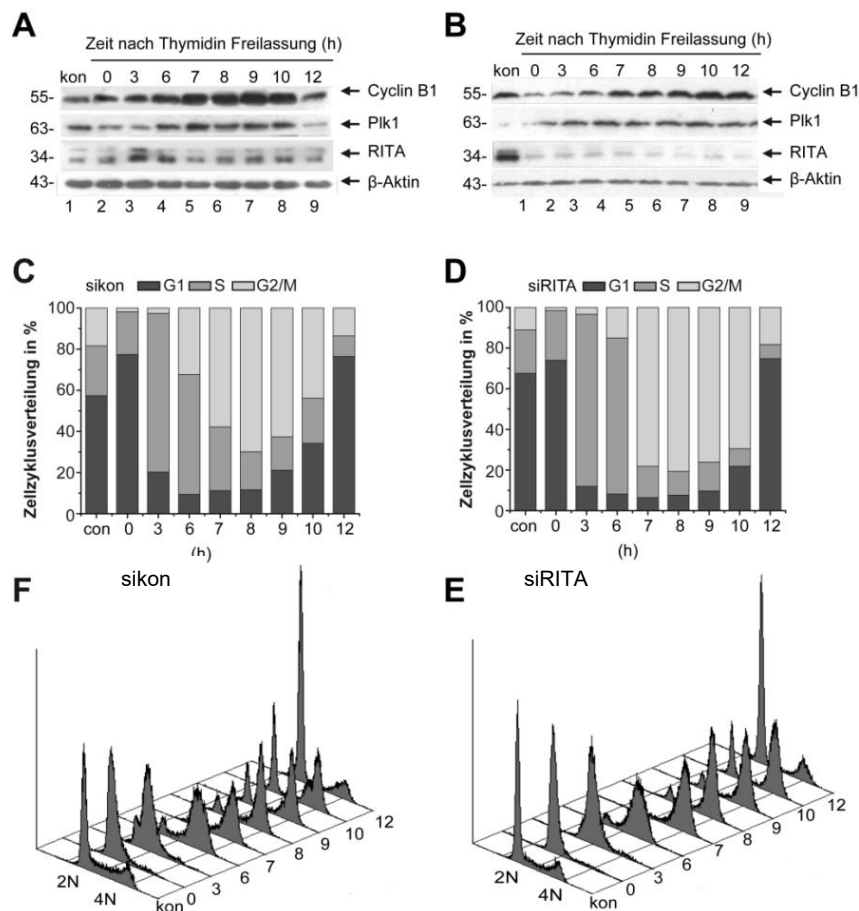 A
Zeit nach Thymidin Freilassung (h)
kon 0 3 6 7 8 9 10 12
55- Cyclin B1
63- Plk1
34- RITA
43- β-Aktin
1 2 3 4 5 6 7 8 9
B
Zeit nach Thymidin Freilassung (h)
kon 0 3 6 7 8 9 10 12
55- Cyclin B1
63- Plk1
34- RITA
43- β-Aktin
1 2 3 4 5 6 7 8 9
C
sikon G1 S G2/M
Zellzyklusverteilung in %
100
80
60
40
20
0
con 0 3 6 7 8 9 10 12
(h)
D
siRITA G1 S G2/M
Zellzyklusverteilung in %
100
80
60
40
20
0
con 0 3 6 7 8 9 10 12
(h)
F
sikon
2N
4N
kon 0 3 6 7 8 9 10 12
E
siRITA
2N
4N
kon 0 3 6 7 8 9 10 12